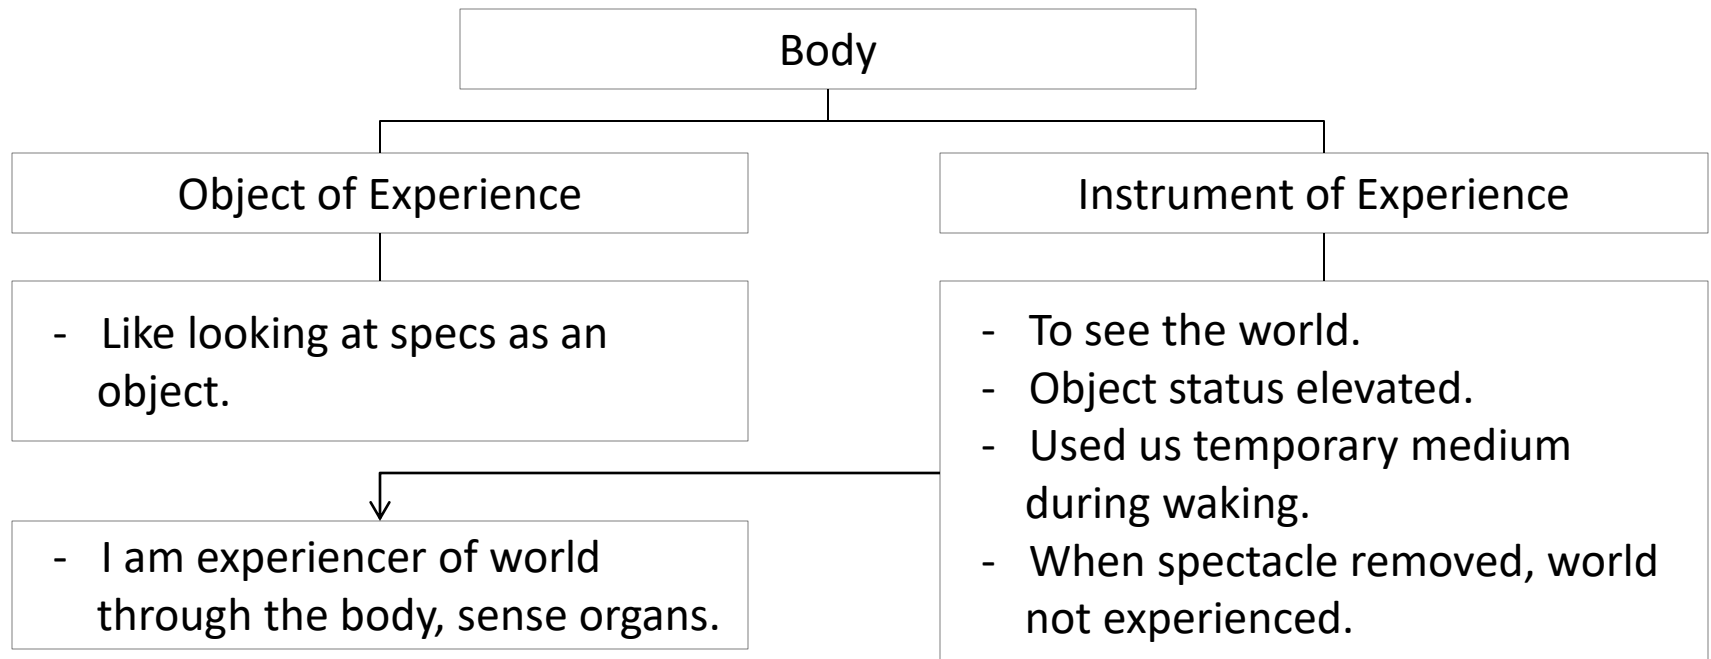 Body
Object of Experience
Instrument of Experience
- Like looking at specs as an
object.
- To see the world.
- Object status elevated.
- Used us temporary medium
during waking.
- When spectacle removed, world
not experienced.
- I am experiencer of world
through the body, sense organs.